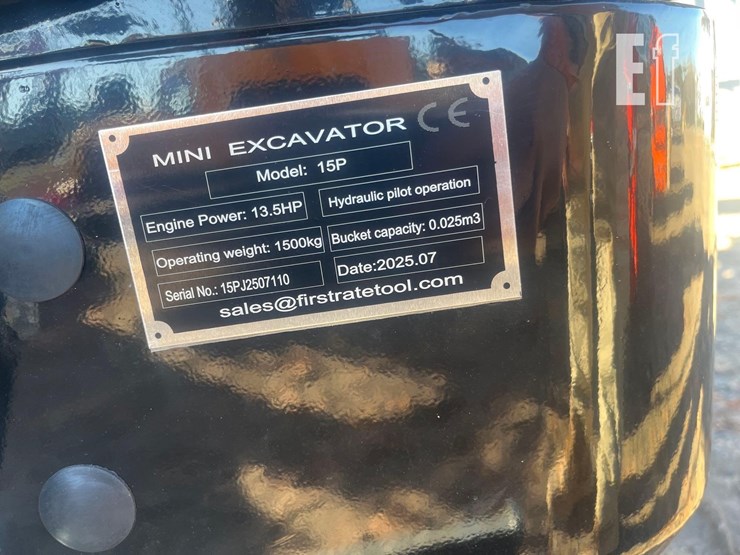 Ef
MINI EXCAVATOR CE
Model: 15P
Engine Power: 13.5HP
Hydraulic pilot operation
Operating weight: 1500kg
Bucket capacity: 0.025m3
Serial No.: 15PJ2507110
Date:2025.07
sales@firstratetool.com